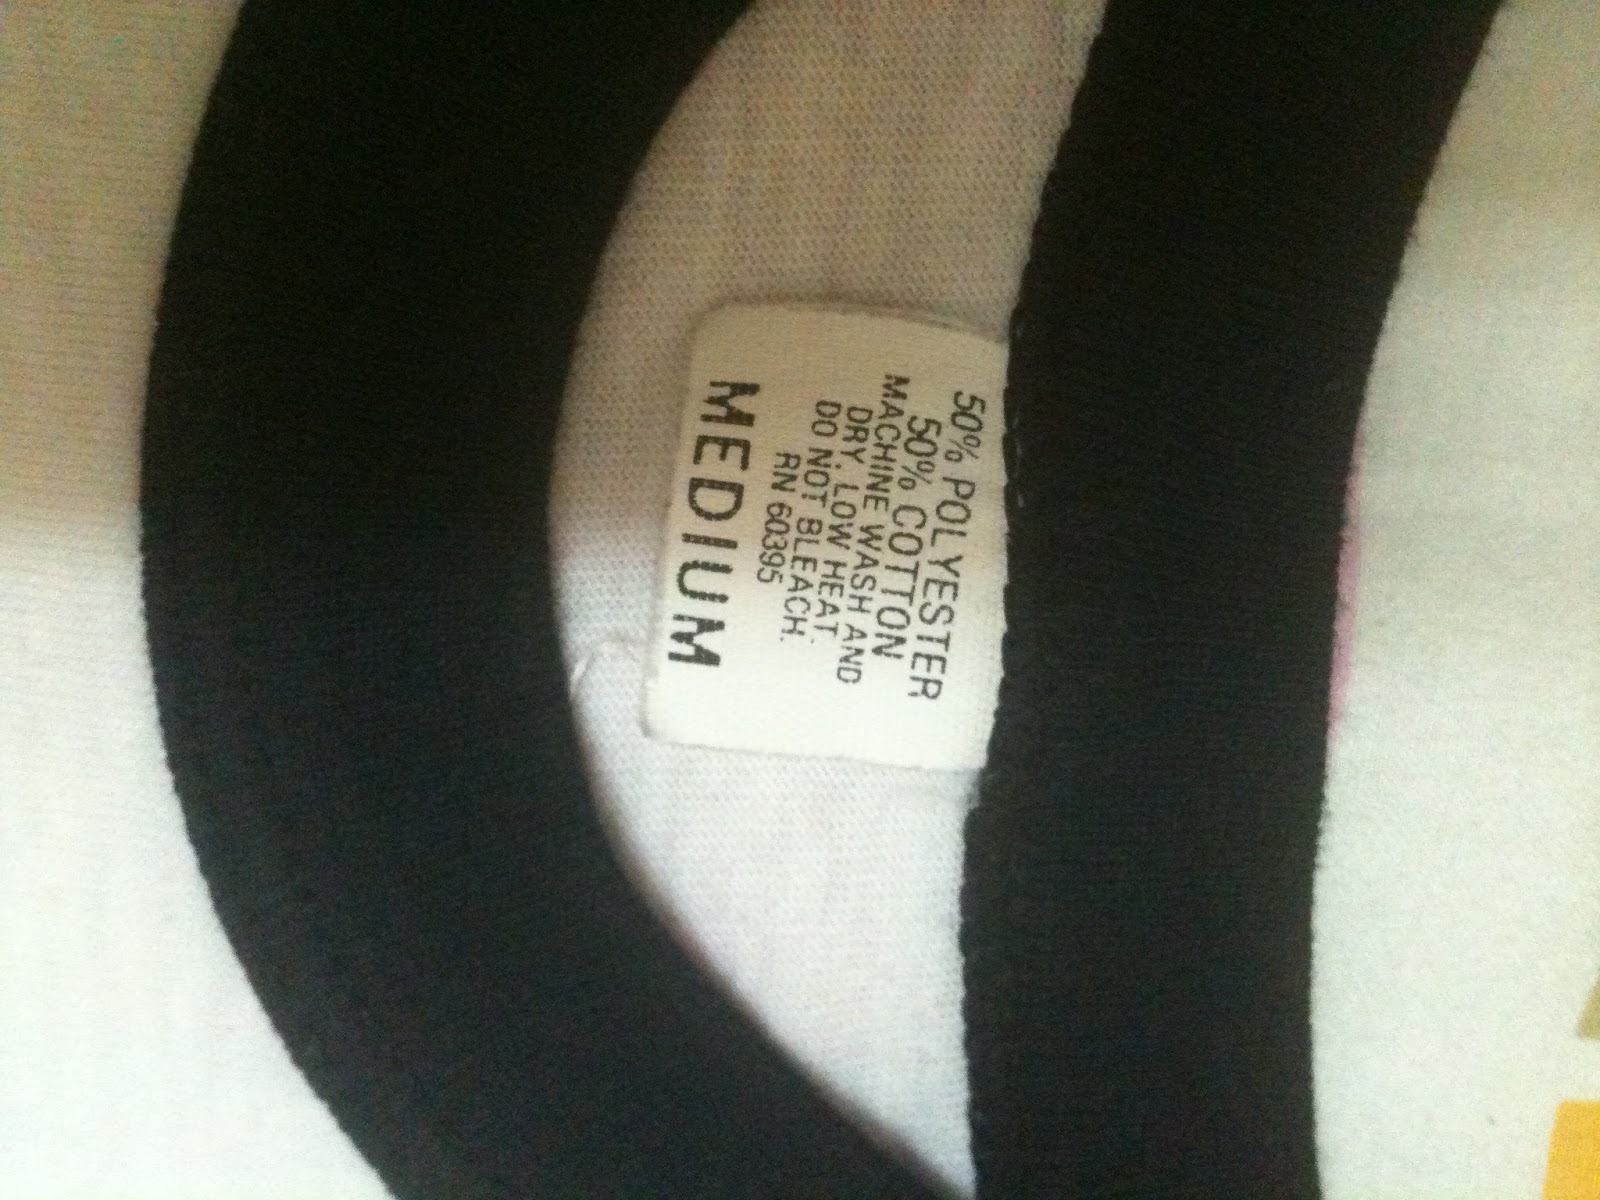 50% POLYESTER
50% COTTON
MACHINE WASH AND
DRY. LOW HEAT.
DO NOT BLEACH.
RN 60395
MEDIUM